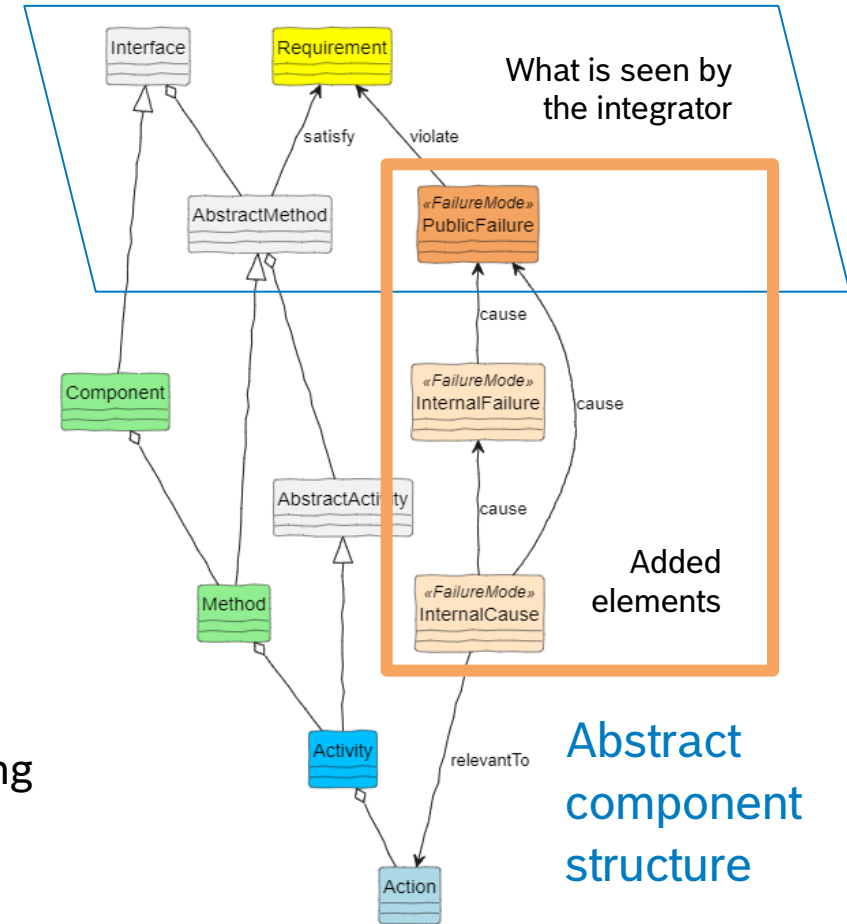 Interface
Requirement
What is seen by
the integrator
satisfy
violate
AbstractMethod
«FailureMode»
PublicFailure
cause
Component
«FailureMode»
InternalFailure
cause
AbstractActivity
cause
Added
elements
Method
«FailureMode»
InternalCause
Activity
relevantTo
Abstract
component
structure
Action